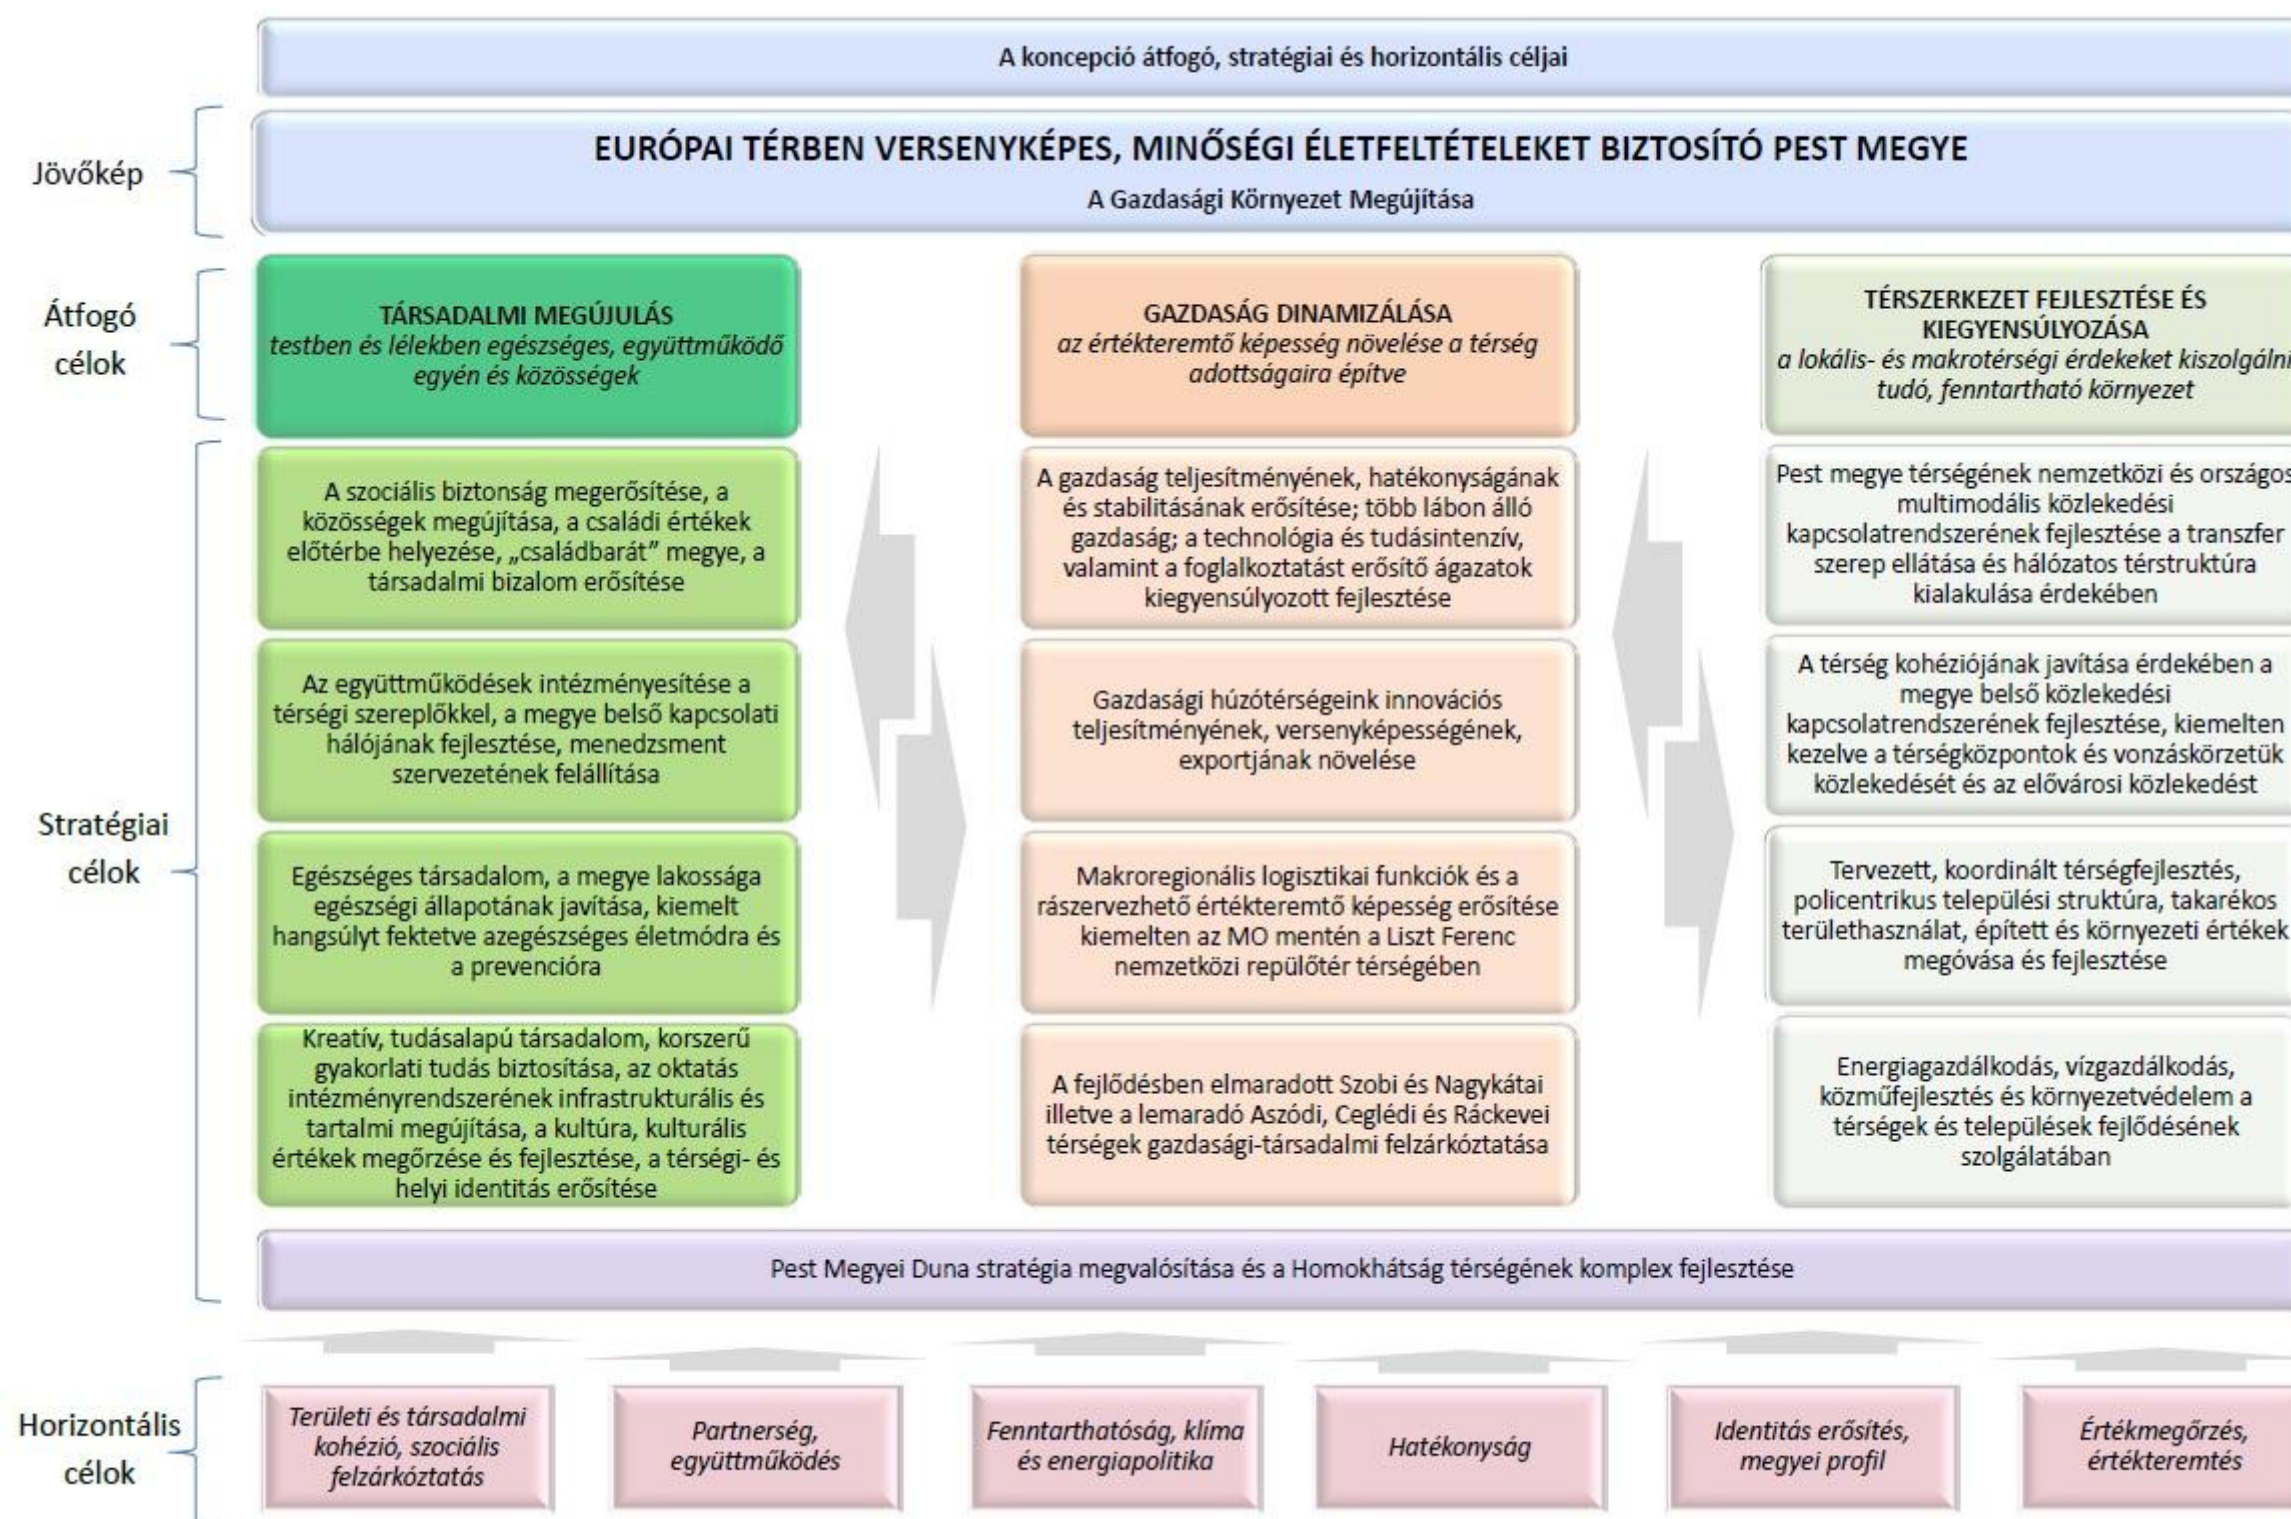 A koncepció átfogó, stratégiai és horizontális céljai
Jövőkép
EURÓPAI TÉRBEN VERSENYKÉPES, MINŐSÉGI ÉLETFELTÉTELEKET BIZTOSÍTÓ PEST MEGYE
A Gazdasági Környezet Megújítása
Átfogó
célok
TÁRSADALMI MEGÚJULÁS
testben és lélekben egészséges, együttműködő
egyén és közösségek
GAZDASÁG DINAMIZÁLÁSA
az értékteremtő képesség növelése a térség
adottságaira építve
TÉRSZERKEZET FEJLESZTÉSE ÉS
KIEGYENSÚLYOZÁSA
a lokális- és makrotérségi érdekeket kiszolgálni
tudó, fenntartható környezet
Stratégiai
célok
A szociális biztonság megerősítése, a
közösségek megújítása, a családi értékek
előtérbe helyezése, „családbarát” megye, a
társadalmi bizalom erősítése
Az együttműködések intézményesítése a
térségi szereplőkkel, a megye belső kapcsolati
hálójának fejlesztése, menedzsment
szervezetének felállítása
Egészséges társadalom, a megye lakossága
egészségi állapotának javítása, kiemelt
hangsúlyt fektetve azegészséges életmódra és
a prevencióra
Kreatív, tudásalapú társadalom, korszerű
gyakorlati tudás biztosítása, az oktatás
intézményrendszerének infrastrukturális és
tartalmi megújítása, a kultúra, kulturális
értékek megőrzése és fejlesztése, a térségi- és
helyi identitás erősítése
A gazdaság teljesítményének, hatékonyságának
és stabilitásának erősítése; több lábon álló
gazdaság; a technológia és tudásintenzív,
valamint a foglalkoztatást erősítő ágazatok
kiegyensúlyozott fejlesztése
Gazdasági húzótérségeink innovációs
teljesítményének, versenyképességének,
exportjának növelése
Makroregionális logisztikai funkciók és a
rászervezhető értékteremtő képesség erősítése
kiemelten az MO mentén a Liszt Ferenc
nemzetközi repülőtér térségében
A fejlődésben elmaradott Szobi és Nagykátai
illetve a lemaradó Aszódi, Ceglédi és Ráckevei
térségek gazdasági-társadalmi felzárkóztatása
Pest megye térségének nemzetközi és országos
multimodális közlekedési
kapcsolatrendszerének fejlesztése a transzfer
szerep ellátása és hálózatos térstruktúra
kialakulása érdekében
A térség kohéziójának javítása érdekében a
megye belső közlekedési
kapcsolatrendszerének fejlesztése, kiemelten
kezelve a térségközpontok és vonzáskörzetük
közlekedését és az elővárosi közlekedést
Tervezett, koordinált térségfejlesztés,
policentrikus települési struktúra, takarékos
területhasználat, épített és környezeti értékek
megóvása és fejlesztése
Energiagazdálkodás, vízgazdálkodás,
közműfejlesztés és környezetvédelem a
térségek és települések fejlődésének
szolgálatában
Pest Megyei Duna stratégia megvalósítása és a Homokhátság térségének komplex fejlesztése
Horizontális
célok
Területi és társadalmi
kohézió, szociális
felzárkóztatás
Partnerség,
együttműködés
Fenntarthatóság, klíma
és energiapolitika
Hatékonyság
Identitás erősítés,
megyei profil
Értékmegőrzés,
értékteremtés